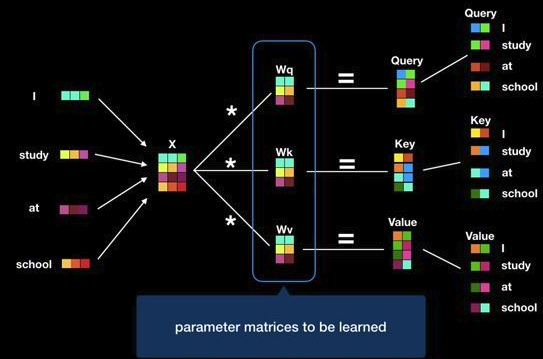 I
study
at
school
X
*
*
*
Wq
Wk
Wv
=
=
=
Query
Key
Value
Query
I
study
at
school
Key
I
study
at
school
Value
I
study
at
school
parameter matrices to be learned